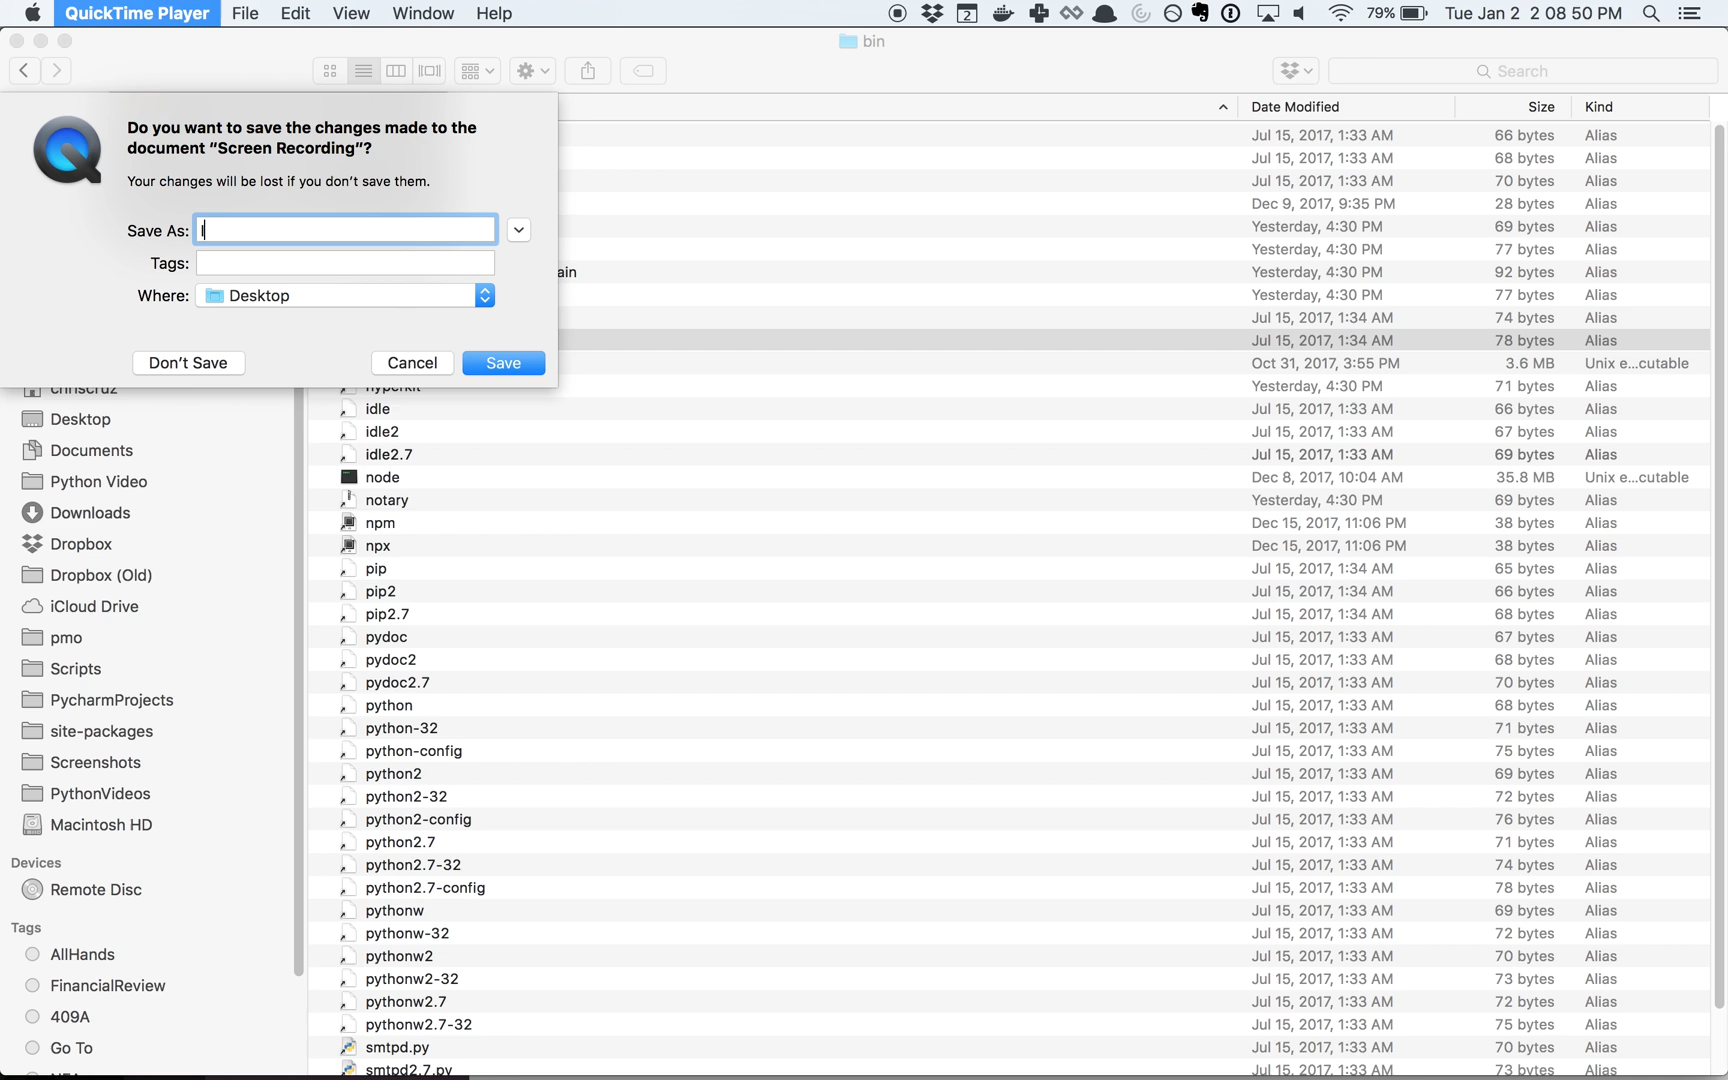 QuickTime Player File Edit View Window Help 2 79% Tue Jan 2 2 08 50 PM
bin
Search
Do you want to save the changes made to the
document “Screen Recording”?
Your changes will be lost if you don’t save them.
Save As:
Tags:
Where: Desktop
Don’t Save Cancel Save
Date Modified Size Kind
Jul 15, 2017, 1:33 AM 66 bytes Alias
Jul 15, 2017, 1:33 AM 68 bytes Alias
Jul 15, 2017, 1:33 AM 70 bytes Alias
Dec 9, 2017, 9:35 PM 28 bytes Alias
Yesterday, 4:30 PM 69 bytes Alias
Yesterday, 4:30 PM 77 bytes Alias
ain Yesterday, 4:30 PM 92 bytes Alias
Yesterday, 4:30 PM 77 bytes Alias
Jul 15, 2017, 1:34 AM 74 bytes Alias
Jul 15, 2017, 1:34 AM 78 bytes Alias
Oct 31, 2017, 3:55 PM 3.6 MB Unix e...cutable
hyperkit Yesterday, 4:30 PM 71 bytes Alias
idle Jul 15, 2017, 1:33 AM 66 bytes Alias
idle2 Jul 15, 2017, 1:33 AM 67 bytes Alias
idle2.7 Jul 15, 2017, 1:33 AM 69 bytes Alias
node Dec 8, 2017, 10:04 AM 35.8 MB Unix e...cutable
notary Yesterday, 4:30 PM 69 bytes Alias
npm Dec 15, 2017, 11:06 PM 38 bytes Alias
npx Dec 15, 2017, 11:06 PM 38 bytes Alias
pip Jul 15, 2017, 1:34 AM 65 bytes Alias
pip2 Jul 15, 2017, 1:34 AM 66 bytes Alias
pip2.7 Jul 15, 2017, 1:34 AM 68 bytes Alias
pydoc Jul 15, 2017, 1:33 AM 67 bytes Alias
pydoc2 Jul 15, 2017, 1:33 AM 68 bytes Alias
pydoc2.7 Jul 15, 2017, 1:33 AM 70 bytes Alias
python Jul 15, 2017, 1:33 AM 68 bytes Alias
python-32 Jul 15, 2017, 1:33 AM 71 bytes Alias
python-config Jul 15, 2017, 1:33 AM 75 bytes Alias
python2 Jul 15, 2017, 1:33 AM 69 bytes Alias
python2-32 Jul 15, 2017, 1:33 AM 72 bytes Alias
python2-config Jul 15, 2017, 1:33 AM 76 bytes Alias
python2.7 Jul 15, 2017, 1:33 AM 71 bytes Alias
python2.7-32 Jul 15, 2017, 1:33 AM 74 bytes Alias
python2.7-config Jul 15, 2017, 1:33 AM 78 bytes Alias
pythonw Jul 15, 2017, 1:33 AM 69 bytes Alias
pythonw-32 Jul 15, 2017, 1:33 AM 72 bytes Alias
pythonw2 Jul 15, 2017, 1:33 AM 70 bytes Alias
pythonw2-32 Jul 15, 2017, 1:33 AM 73 bytes Alias
pythonw2.7 Jul 15, 2017, 1:33 AM 72 bytes Alias
pythonw2.7-32 Jul 15, 2017, 1:33 AM 75 bytes Alias
smtpd.py Jul 15, 2017, 1:33 AM 70 bytes Alias
smtpd2.7.py Jul 15, 2017, 1:33 AM 73 bytes Alias
chriscruz
Desktop
Documents
Python Video
Downloads
Dropbox
Dropbox (Old)
iCloud Drive
pmo
Scripts
PycharmProjects
site-packages
Screenshots
PythonVideos
Macintosh HD
Devices
Remote Disc
Tags
AllHands
FinancialReview
409A
Go To